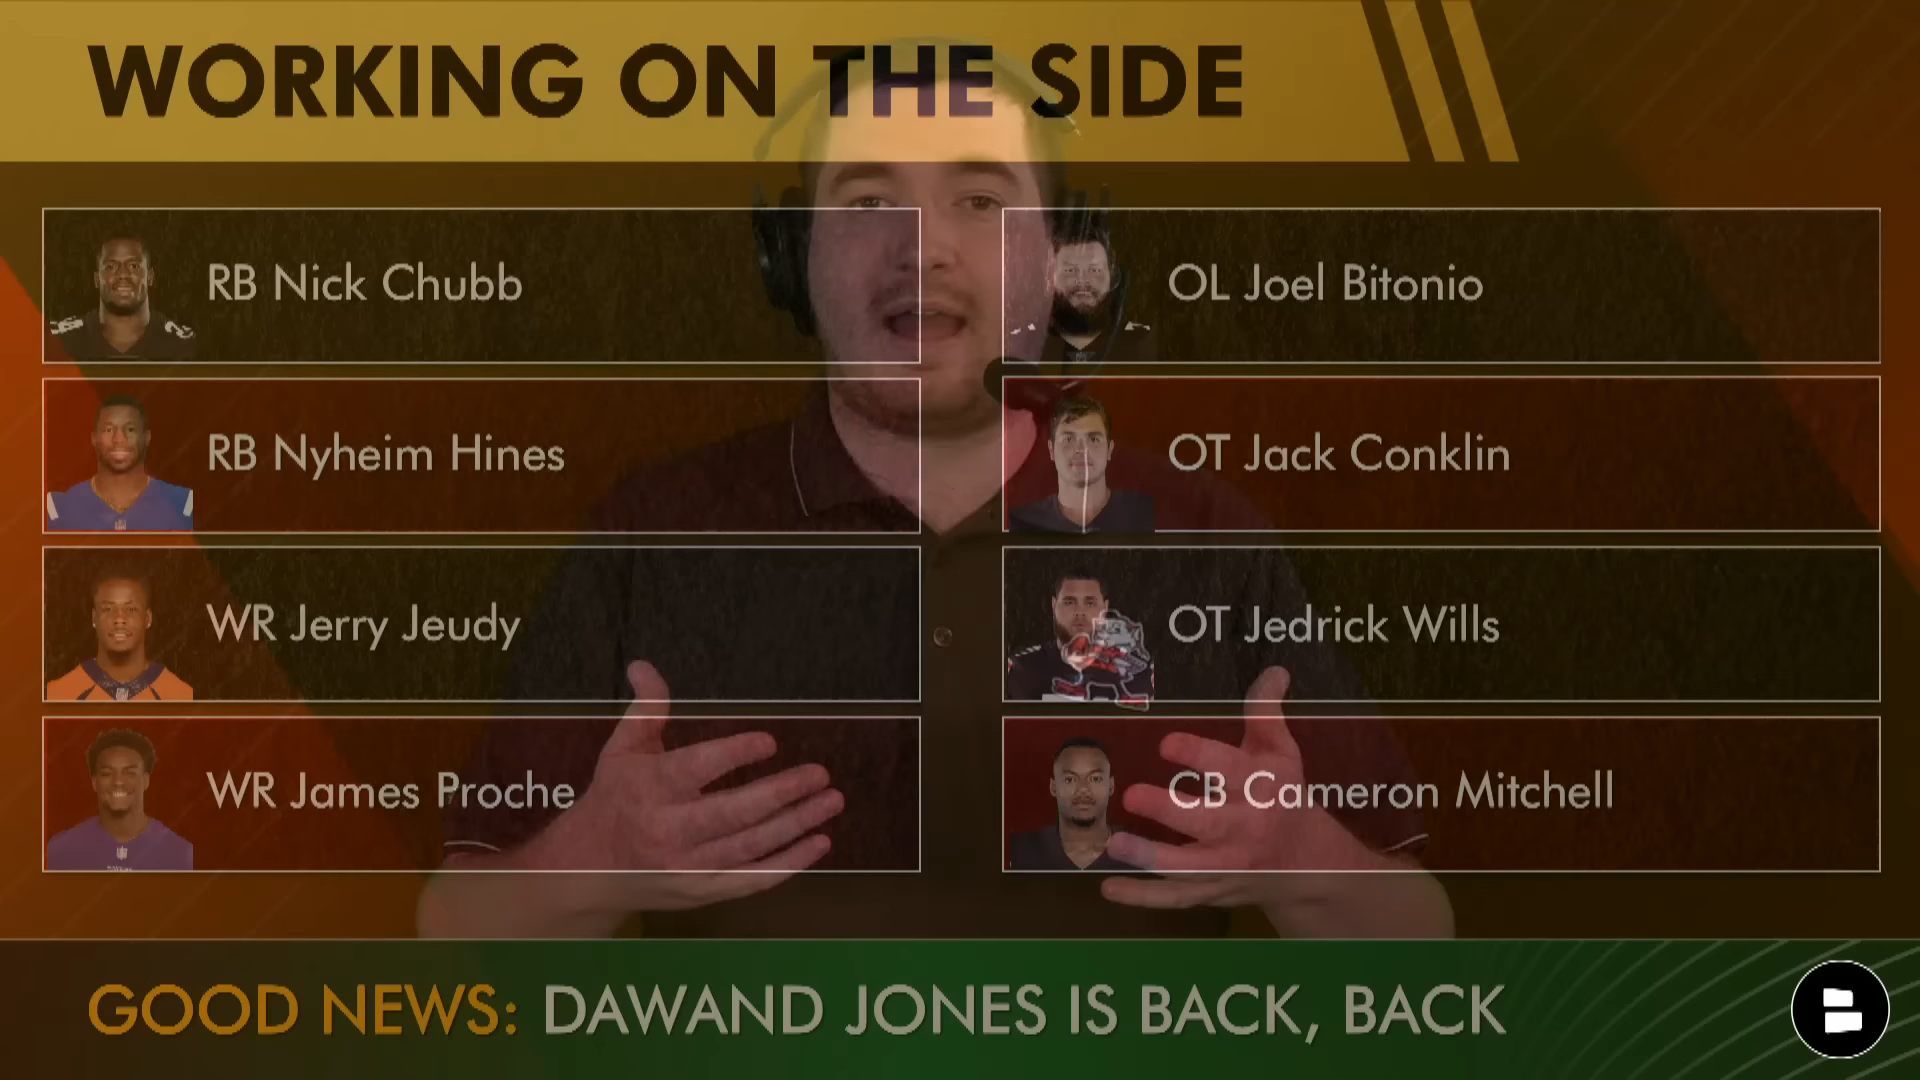 WORKING ON THE SIDE
RB Nick Chubb
RB Nyheim Hines
WR Jerry Jeudy
WR James Proche
OL Joel Bitonio
OT Jack Conklin
OT Jedrick Wills
CB Cameron Mitchell
GOOD NEWS: DAWAND JONES IS BACK, BACK